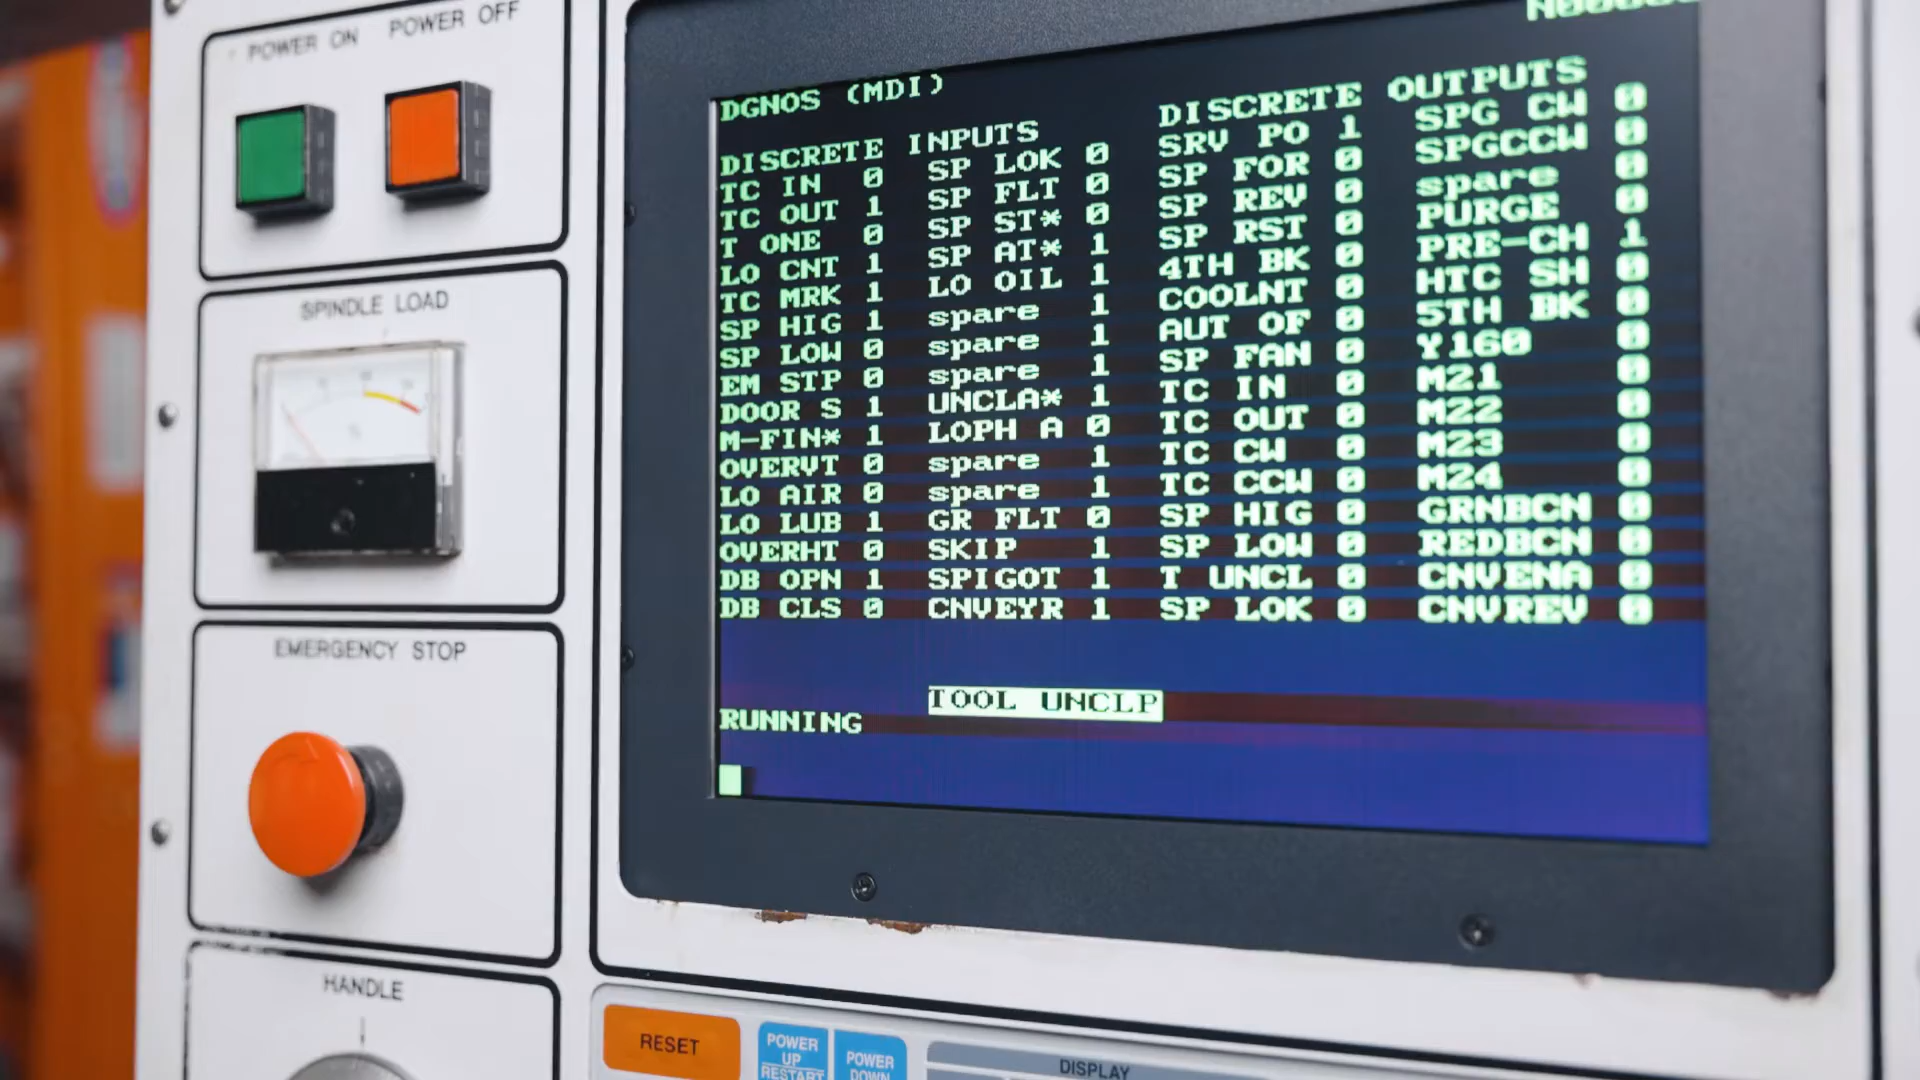 POWER ON
POWER OFF
SPINDLE LOAD
EMERGENCY STOP
HANDLE
DGNOS (MDI)
DISCRETE INPUTS DISCRETE OUTPUTS
TC IN 0 SP LOK 0 SRV PO 1 SPG CW 0
TC OUT 1 SP FLT 0 SP FOR 0 SPGCCW 0
T ONE 0 SP ST* 0 SP REV 0 spare 0
LO CNT 1 SP AT* 1 SP RST 0 PURGE 0
TC MRK 1 LO OIL 1 4TH BK 0 PRE-CH 1
SP HIG 1 spare 1 COOLNT 0 HTC SH 0
SP LOW 0 spare 1 AUT OF 0 5TH BK 0
EM STP 0 spare 1 SP FAN 0 Y160 0
DOOR S 1 UNCLA* 1 TC IN 0 M21 0
M-FIN* 1 LOPH A 0 TC OUT 0 M22 0
OVERVT 0 spare 1 TC CW 0 M23 0
LO AIR 0 spare 1 TC CCW 0 M24 0
LO LUB 1 GR FLT 0 SP HIG 0 GRNBCN 0
OVERHT 0 SKIP 1 SP LOW 0 REDBCN 0
DB OPN 1 SPIGOT 1 T UNCL 0 CNVENA 0
DB CLS 0 CNVEYR 1 SP LOK 0 CNVREV 0
TOOL UNCLP
RUNNING
RESET
POWER UP RESTART
POWER DOWN
DISPLAY